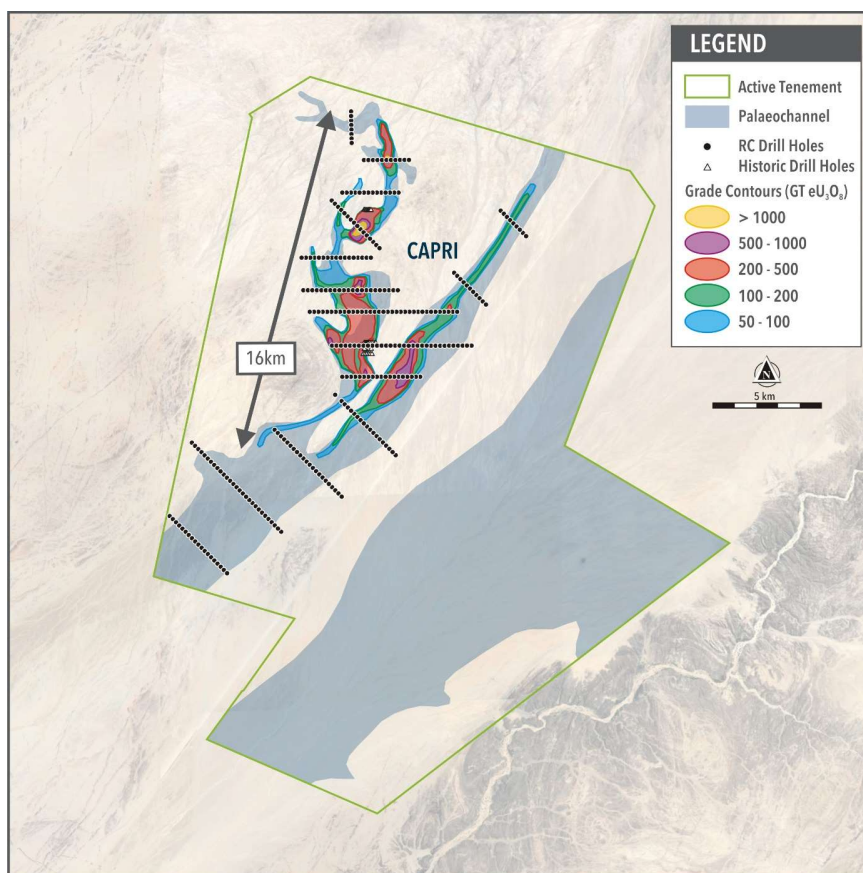 LEGEND
Active Tenement
Palaeochannel
RC Drill Holes
Historic Drill Holes
Grade Contours (GT eU₃O₈)
> 1000
500 - 1000
200 - 500
100 - 200
50 - 100
N
5 km
CAPRI
16km